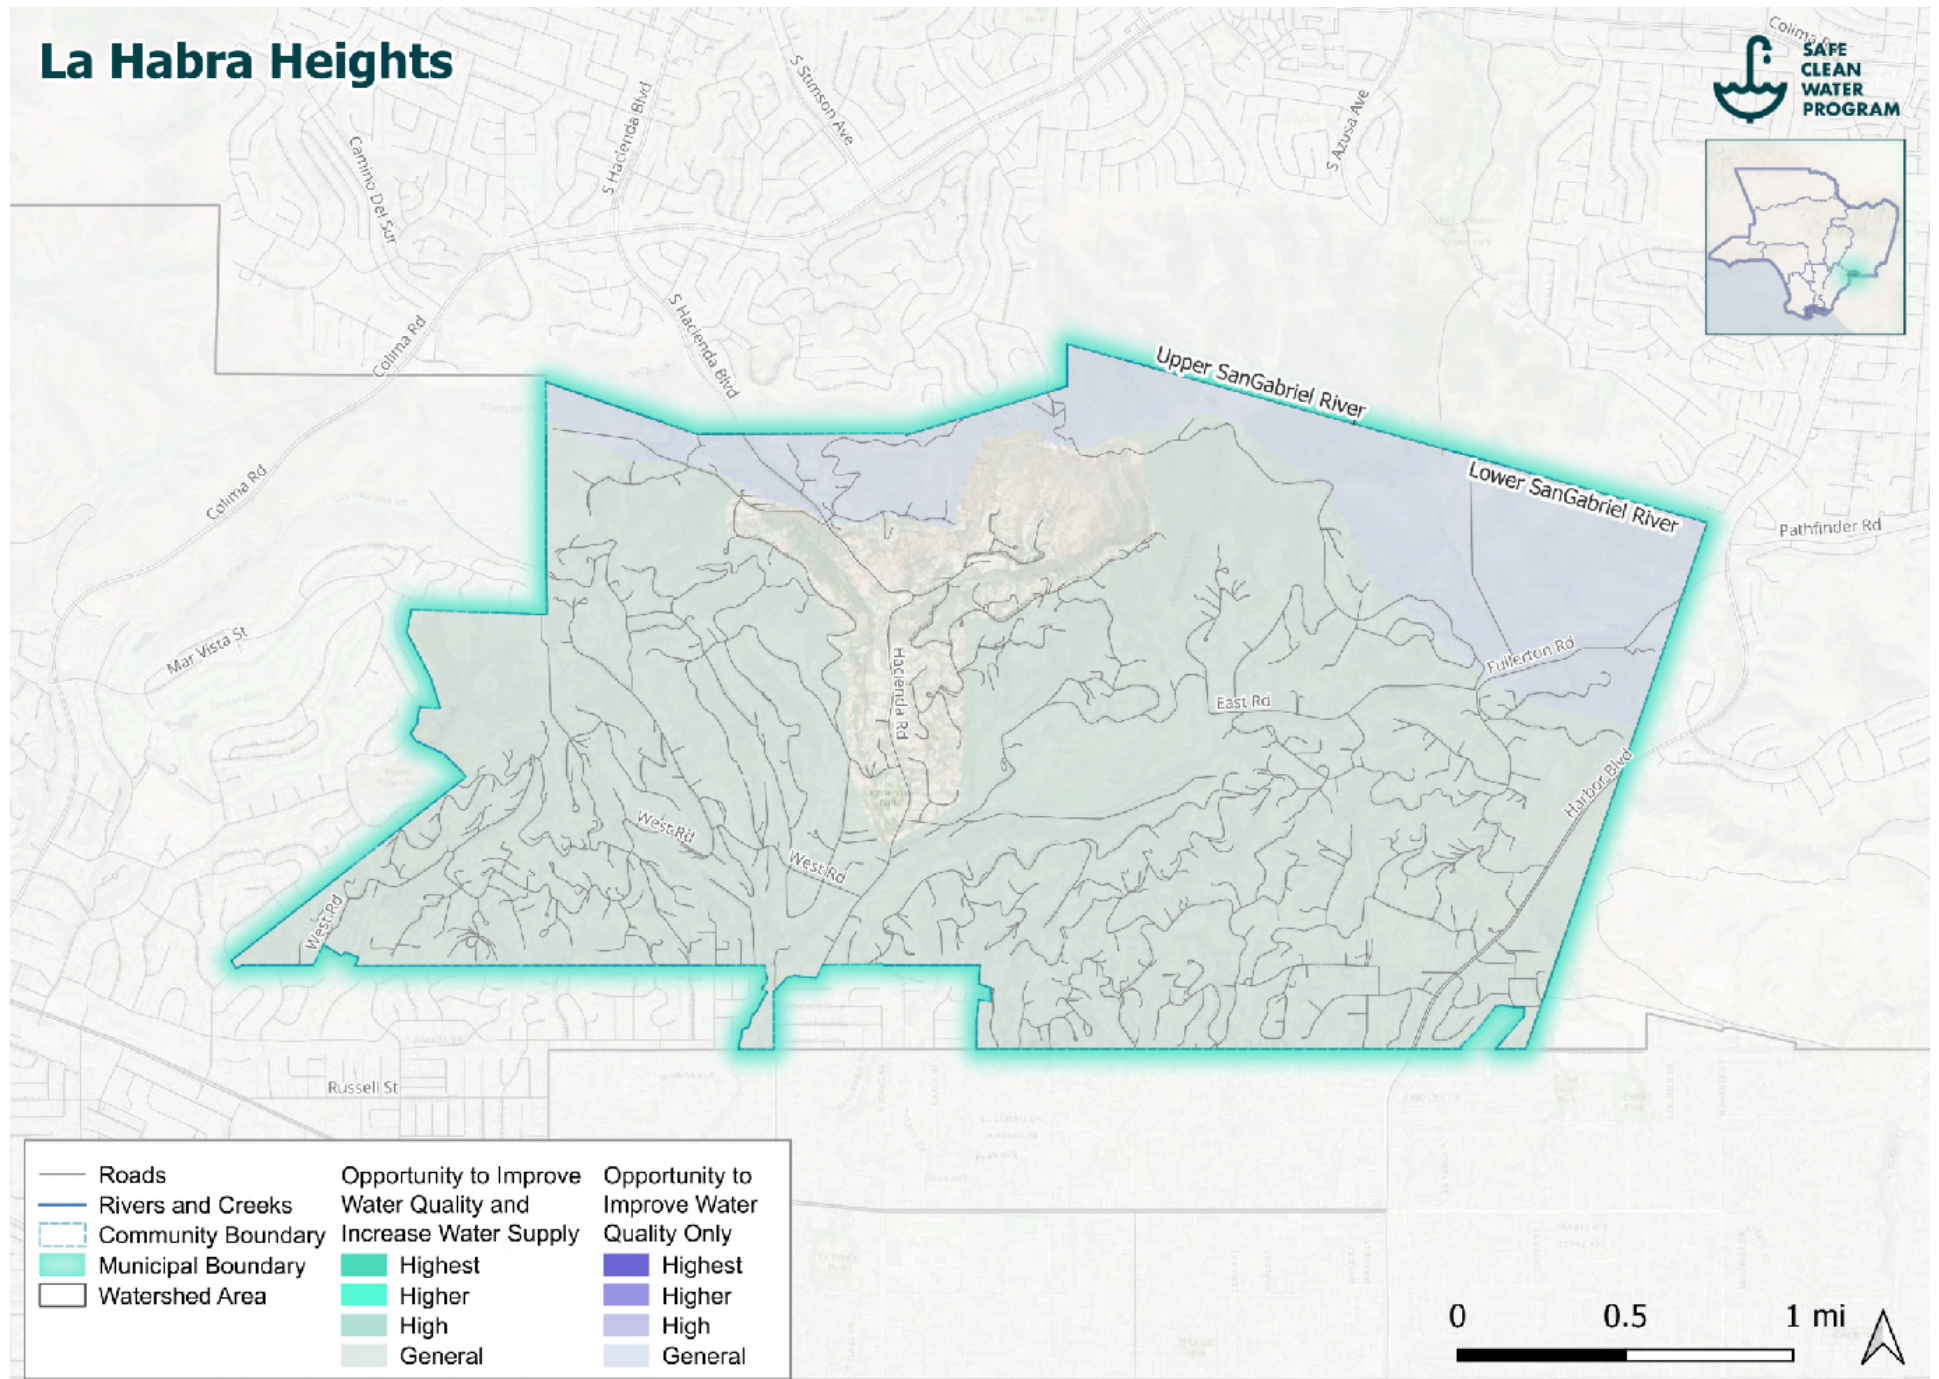 La Habra Heights
Colima R
SAFE
CLEAN
WATER
PROGRAM
S Stimson Ave
S Hacienda Blvd
S Azusa Ave
Camino Del Sur
S Hacienda Blvd
Colima Rd
Upper SanGabriel River
Lower SanGabriel River
Colima Rd
Pathfinder Rd
Mar Vista St
Hacienda Rd
Fullerton Rd
East Rd
Harbor Blvd
West Rd
West Rd
West Rd
Russell St
Roads
Rivers and Creeks
Community Boundary
Municipal Boundary
Watershed Area
Opportunity to Improve
Water Quality and
Increase Water Supply
Highest
Higher
High
General
Opportunity to
Improve Water
Quality Only
Highest
Higher
High
General
0 0.5 1 mi